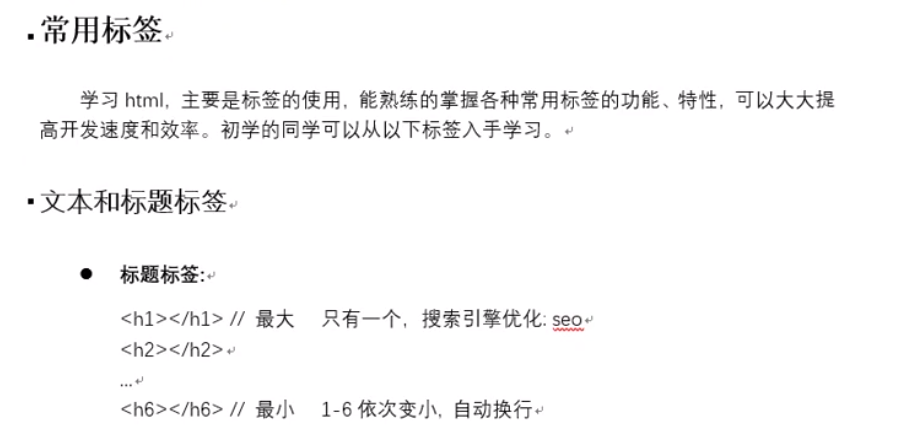 常用标签
学习 html，主要是标签的使用，能熟练的掌握各种常用标签的功能、特性，可以大大提
高开发速度和效率。初学的同学可以从以下标签入手学习。
文本和标题标签
● 标题标签:
<h1></h1> // 最大 只有一个，搜索引擎优化: seo
<h2></h2>
...
<h6></h6> // 最小 1-6 依次变小, 自动换行